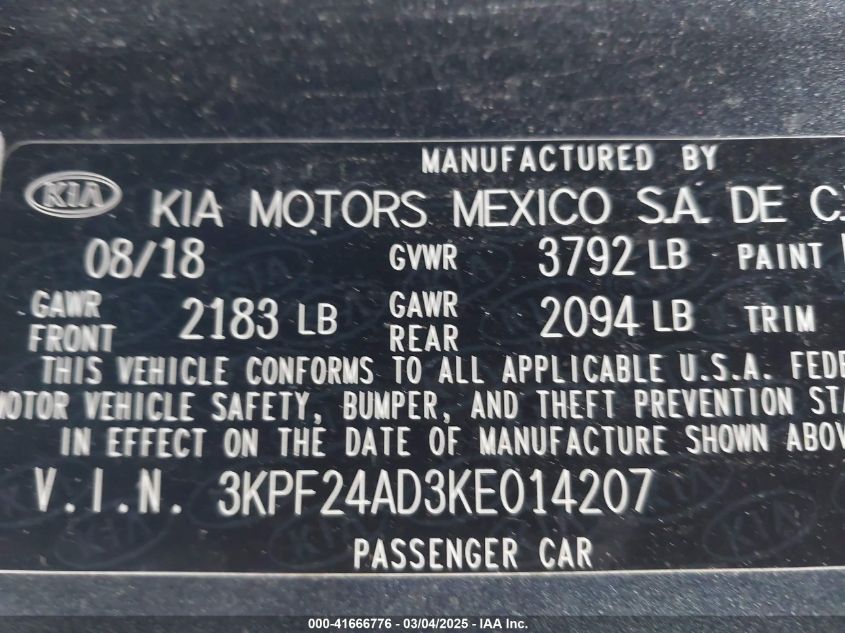 MANUFACTURED BY
KIA KIA MOTORS MEXICO S.A. DE C.
08/18 GVWR 3792 LB PAINT
GAWR FRONT 2183 LB GAWR REAR 2094 LB TRIM
THIS VEHICLE CONFORMS TO ALL APPLICABLE U.S.A. FEDE
MOTOR VEHICLE SAFETY, BUMPER, AND THEFT PREVENTION STA
IN EFFECT ON THE DATE OF MANUFACTURE SHOWN ABOV
V.I.N. 3KPF24AD3KE014207
PASSENGER CAR
000-41666776 - 03/04/2025 - IAAI Inc.